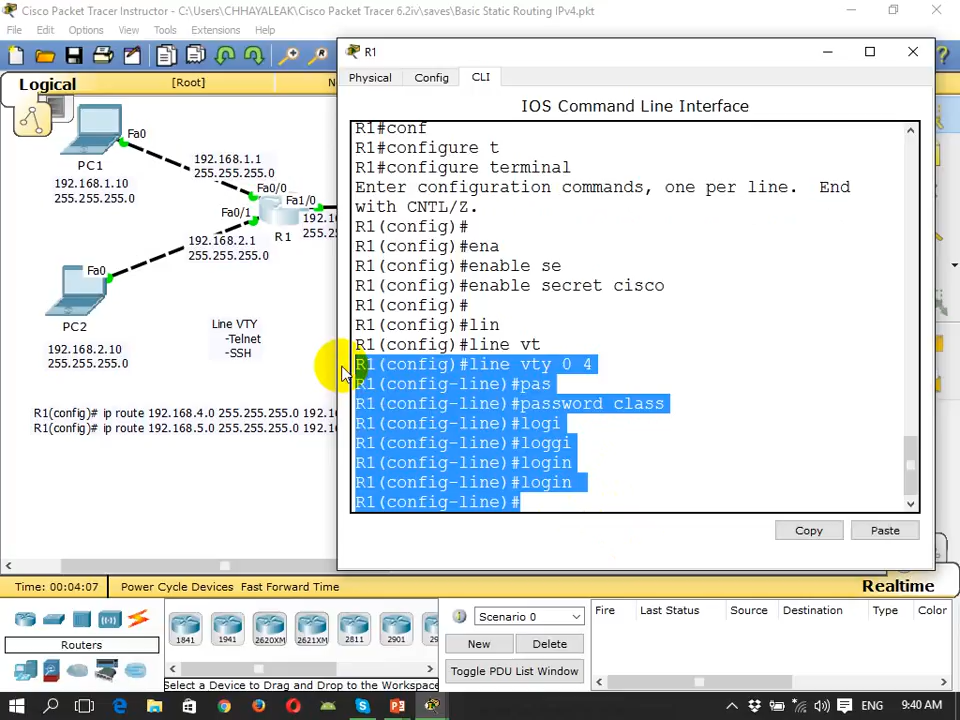 Cisco Packet Tracer Instructor - C:\Users\CHHAYALEAK\Cisco Packet Tracer 6.2iv\saves\Basic Static Routing IPv4.pkt
File Edit Options View Tools Extensions Help
R1
Logical
[Root]
Physical Config CLI
IOS Command Line Interface
R1#conf
R1#configure t
R1#configure terminal
Enter configuration commands, one per line. End
with CNTL/Z.
R1(config)#
R1(config)#ena
R1(config)#enable se
R1(config)#enable secret cisco
R1(config)#
R1(config)#lin
R1(config)#line vt
R1(config)#line vty 0 4
R1(config-line)#pas
R1(config-line)#password class
R1(config-line)#logi
R1(config-line)#loggi
R1(config-line)#login
R1(config-line)#login
R1(config-line)#
Copy Paste
Fa0
PC1
192.168.1.10
255.255.255.0
192.168.1.1
255.255.255.0
Fa0/0
Fa1/0
Fa0/1
R1
192.168.2.1
255.255.255.0
Fa0
PC2
192.168.2.10
255.255.255.0
Line VTY
-Telnet
-SSH
R1(config)# ip route 192.168.4.0 255.255.255.0
R1(config)# ip route 192.168.5.0 255.255.255.0
Time: 00:04:07 Power Cycle Devices Fast Forward Time
Realtime
Routers
1841 1941 2620XM 2621XM 2811 2901
Select a Device to Drag and Drop to the Workspace
Scenario 0
New Delete
Toggle PDU List Window
Fire Last Status Source Destination Type Color
ENG 9:40 AM